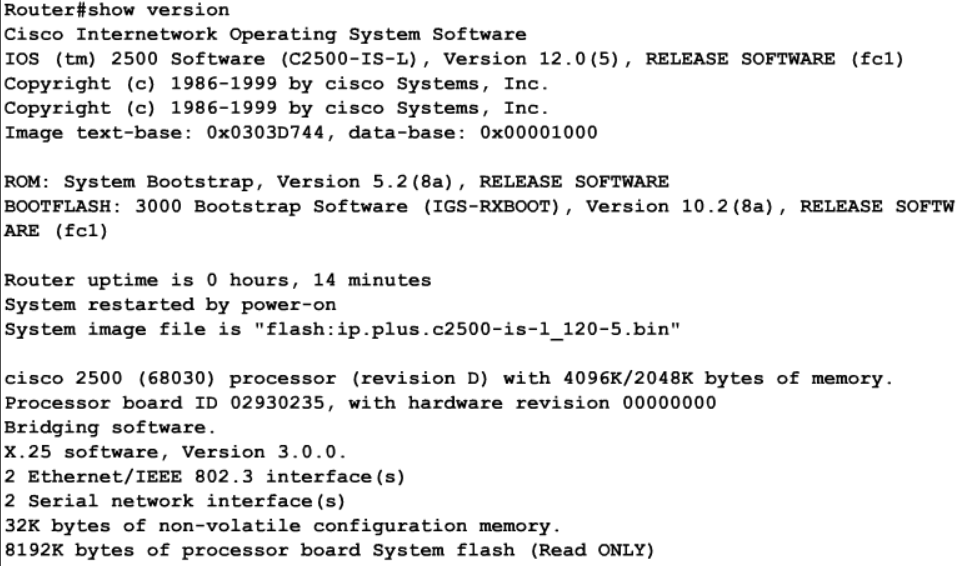 Router#show version
Cisco Internetwork Operating System Software
IOS (tm) 2500 Software (C2500-IS-L), Version 12.0(5), RELEASE SOFTWARE (fc1)
Copyright (c) 1986-1999 by cisco Systems, Inc.
Copyright (c) 1986-1999 by cisco Systems, Inc.
Image text-base: 0x0303D744, data-base: 0x00001000
ROM: System Bootstrap, Version 5.2(8a), RELEASE SOFTWARE
BOOTFLASH: 3000 Bootstrap Software (IGS-RXBOOT), Version 10.2(8a), RELEASE SOFTW
ARE (fc1)
Router uptime is 0 hours, 14 minutes
System restarted by power-on
System image file is "flash:ip.plus.c2500-is-l_120-5.bin"
cisco 2500 (68030) processor (revision D) with 4096K/2048K bytes of memory.
Processor board ID 02930235, with hardware revision 00000000
Bridging software.
X.25 software, Version 3.0.0.
2 Ethernet/IEEE 802.3 interface(s)
2 Serial network interface(s)
32K bytes of non-volatile configuration memory.
8192K bytes of processor board System flash (Read ONLY)